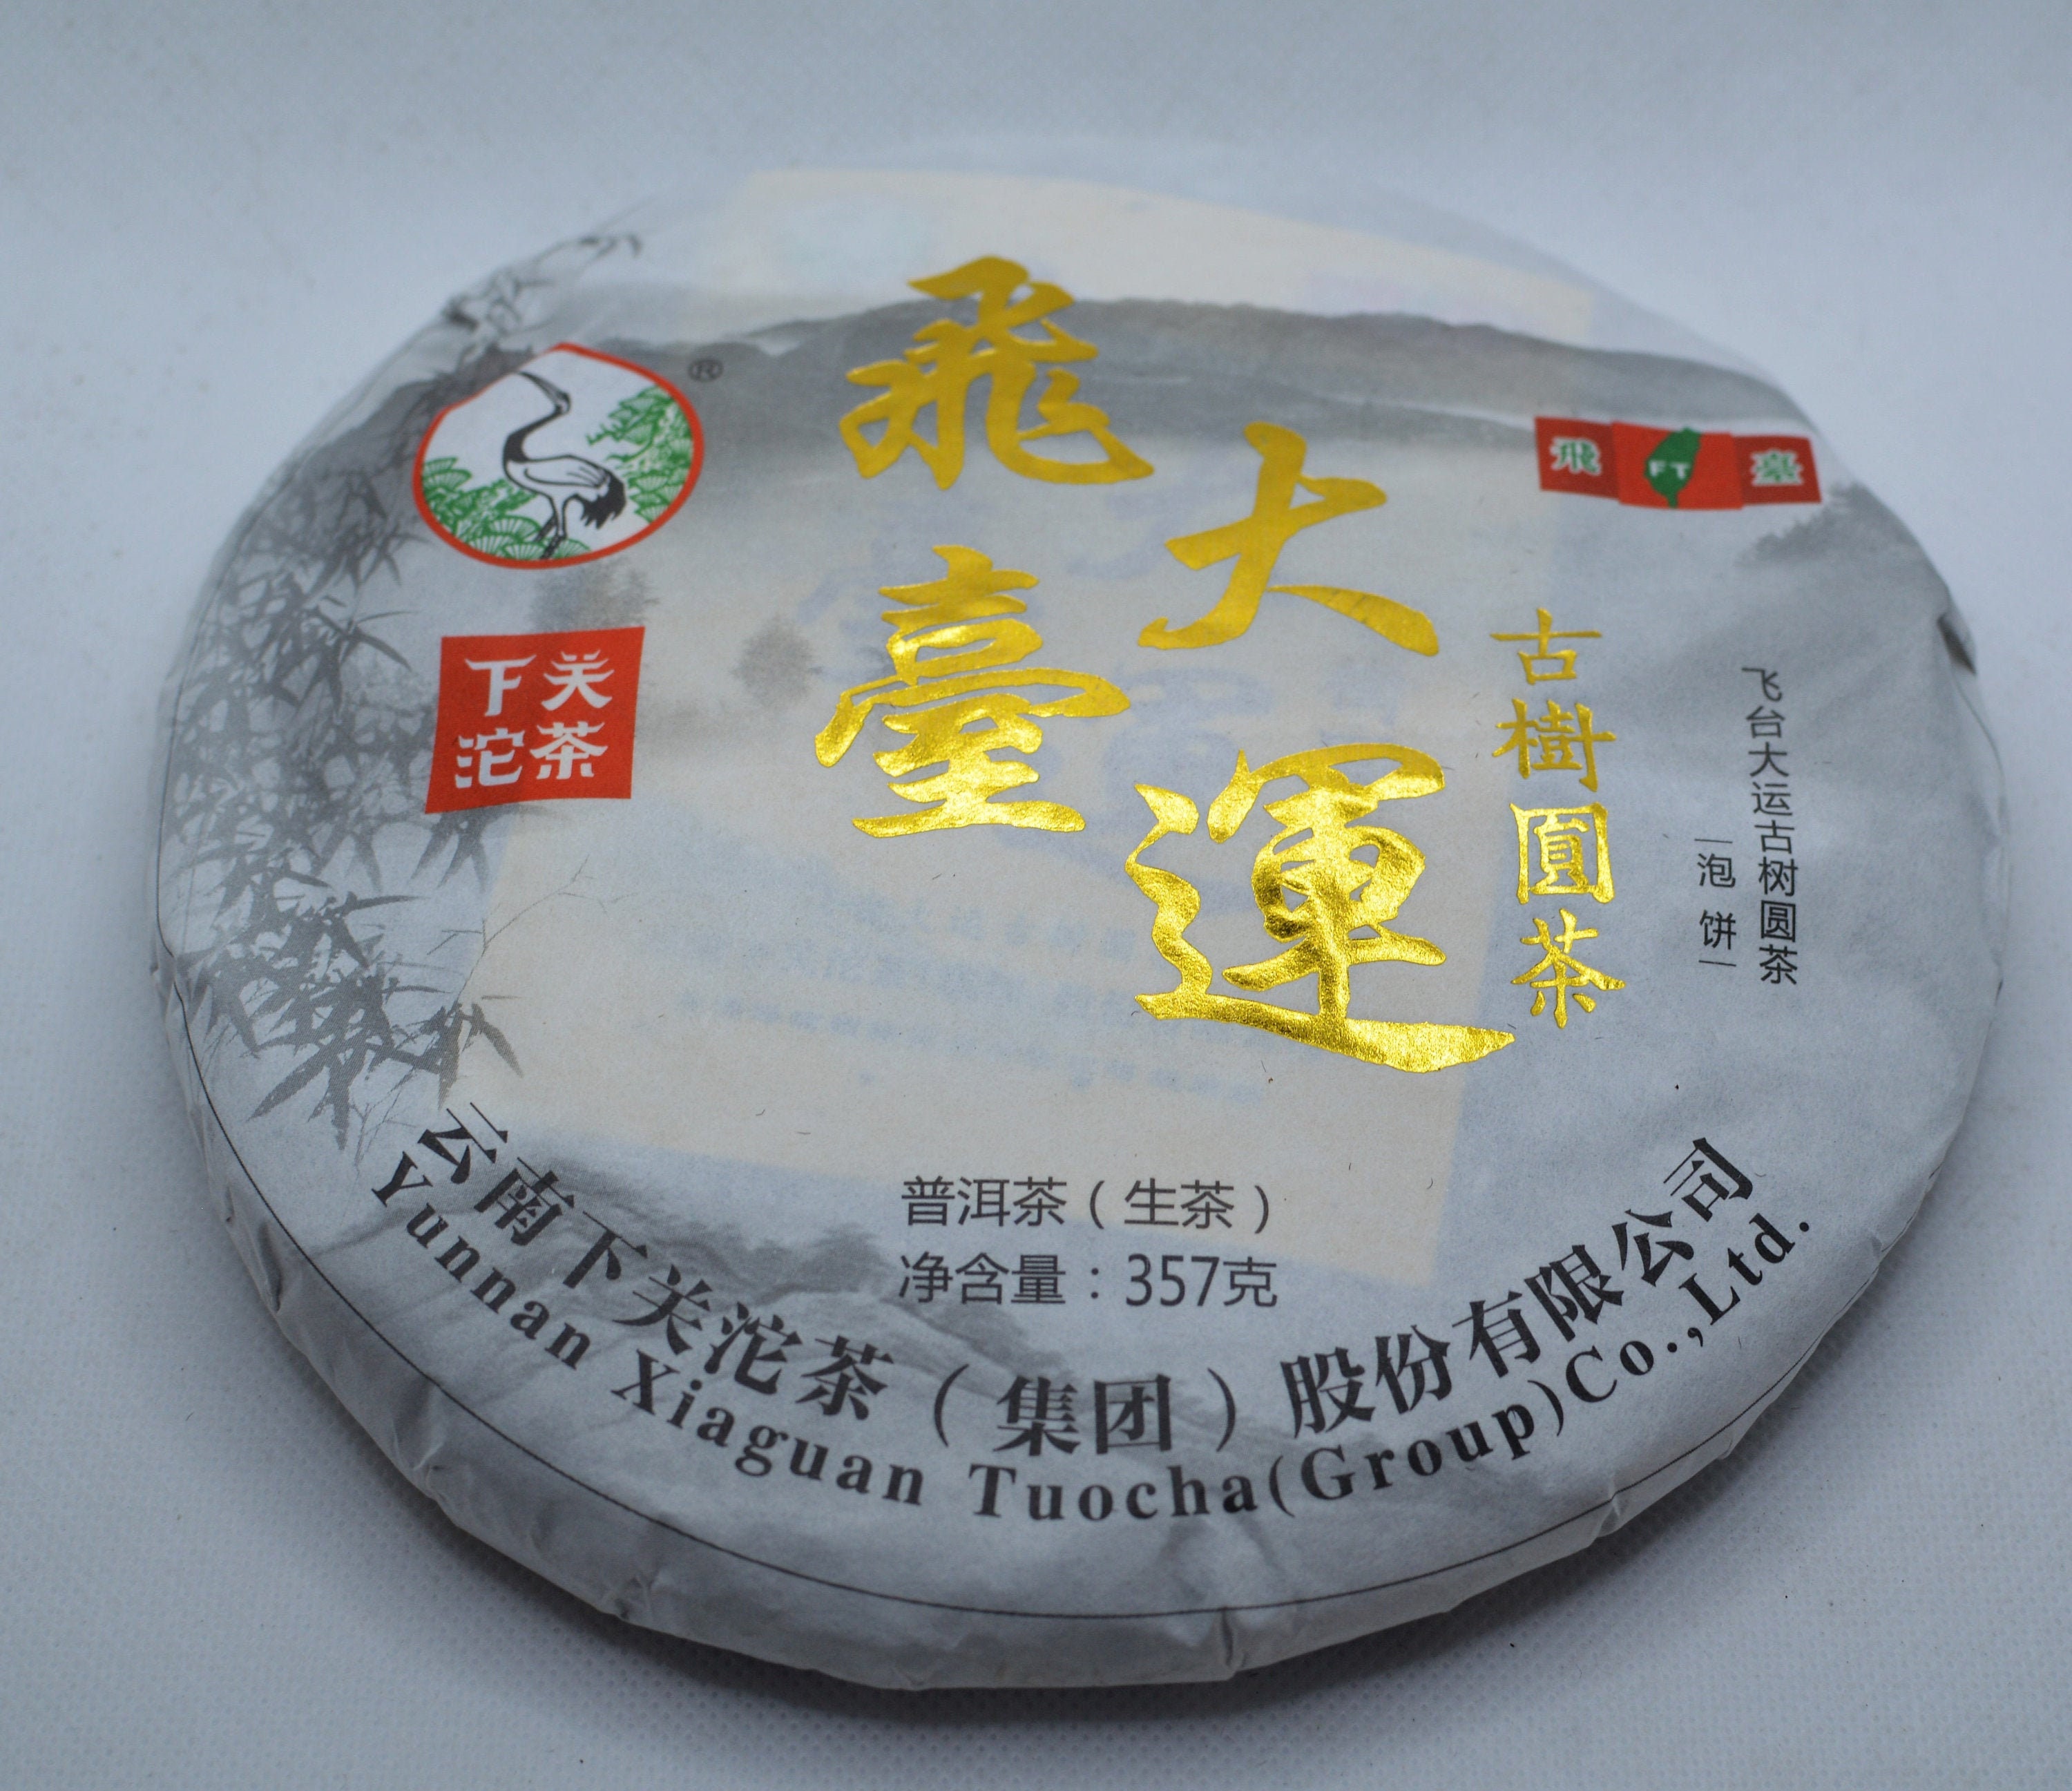 飛臺
大運
古樹圓茶
®
下关
沱茶
飛 FT 臺
飞台大运古树圆茶
泡饼
普洱茶（生茶）
净含量：357克
云南下关沱茶（集团）股份有限公司
Yunnan Xiaguan Tuocha(Group)Co.,Ltd.